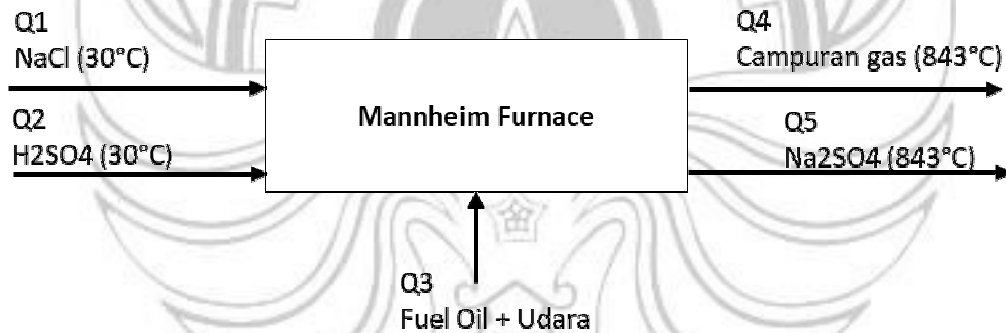 Q1
NaCl (30°C)
Q2
H2SO4 (30°C)
Mannheim Furnace
Q3
Fuel Oil + Udara
Q4
Campuran gas (843°C)
Q5
Na2SO4 (843°C)